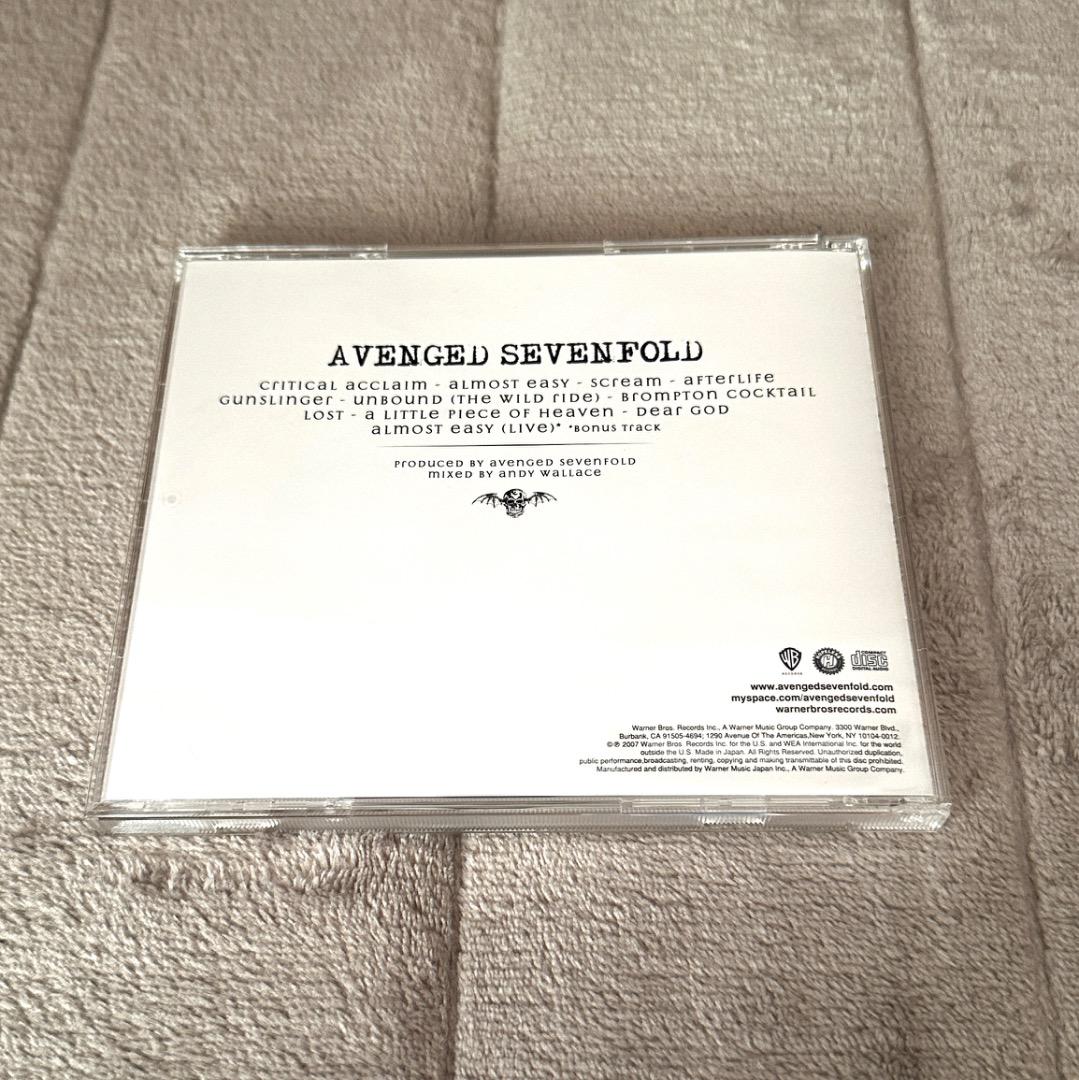 AVENGED SEVENFOLD
CRITICAL ACCLAIM - ALMOST EASY - SCREAM - AFTERLIFE
GUNSLINGER - UNBOUND (THE WILD RIDE) - BROMPTON COCKTAIL
LOST - A LITTLE PIECE OF HEAVEN - DEAR GOD
ALMOST EASY (LIVE)* *BONUS TRACK
PRODUCED BY AVENGED SEVENFOLD
MIXED BY ANDY WALLACE
WB
RECORDS
H
COMPACT
disc
DIGITAL AUDIO
www.avengedsevenfold.com
myspace.com/avengedsevenfold
warnerbrosrecords.com
Warner Bros. Records Inc., A Warner Music Group Company. 3300 Warner Blvd.,
Burbank, CA 91505-4694; 1290 Avenue Of The Americas,New York, NY 10104-0012.
©℗ 2007 Warner Bros. Records Inc. for the U.S. and WEA International Inc. for the world
outside the U.S. Made in Japan. All Rights Reserved. Unauthorized duplication,
public performance,broadcasting, renting, copying and making transmittable of this disc prohibited.
Manufactured and distributed by Warner Music Japan Inc., A Warner Music Group Company.